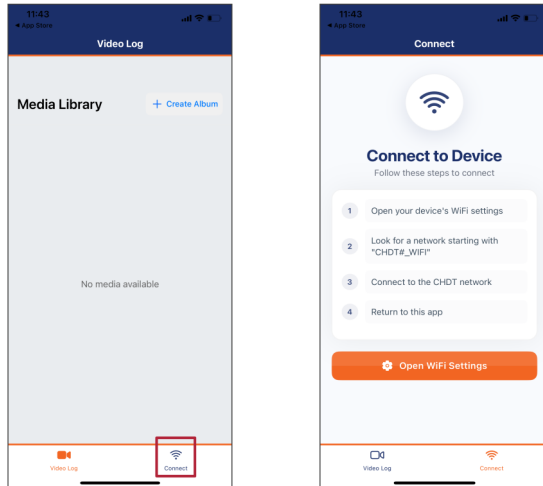 11:43
◀ App Store
Video Log
Media Library
+ Create Album
No media available
Video Log
Connect
11:43
◀ App Store
Connect
Connect to Device
Follow these steps to connect
1 Open your device's WiFi settings
2 Look for a network starting with
"CHDT#_WIFI"
3 Connect to the CHDT network
4 Return to this app
Open WiFi Settings
Video Log
Connect